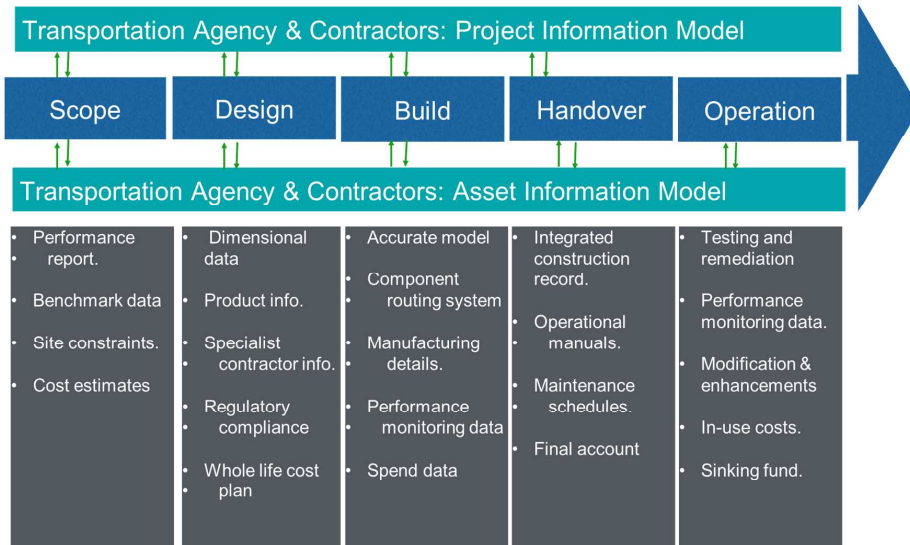 Transportation Agency & Contractors: Project Information Model
Scope
Design
Build
Handover
Operation
Transportation Agency & Contractors: Asset Information Model
• Performance
• report.
• Benchmark data
• Site constraints.
• Cost estimates
• Dimensional
data
• Product info.
• Specialist
• contractor info.
• Regulatory
• compliance
• Whole life cost
• plan
• Accurate model
• Component
• routing system
• Manufacturing
• details.
• Performance
• monitoring data
• Spend data
• Integrated
construction
record.
• Operational
• manuals.
• Maintenance
• schedules.
• Final account
• Testing and
remediation
• Performance
monitoring data.
• Modification &
enhancements
• In-use costs.
• Sinking fund.